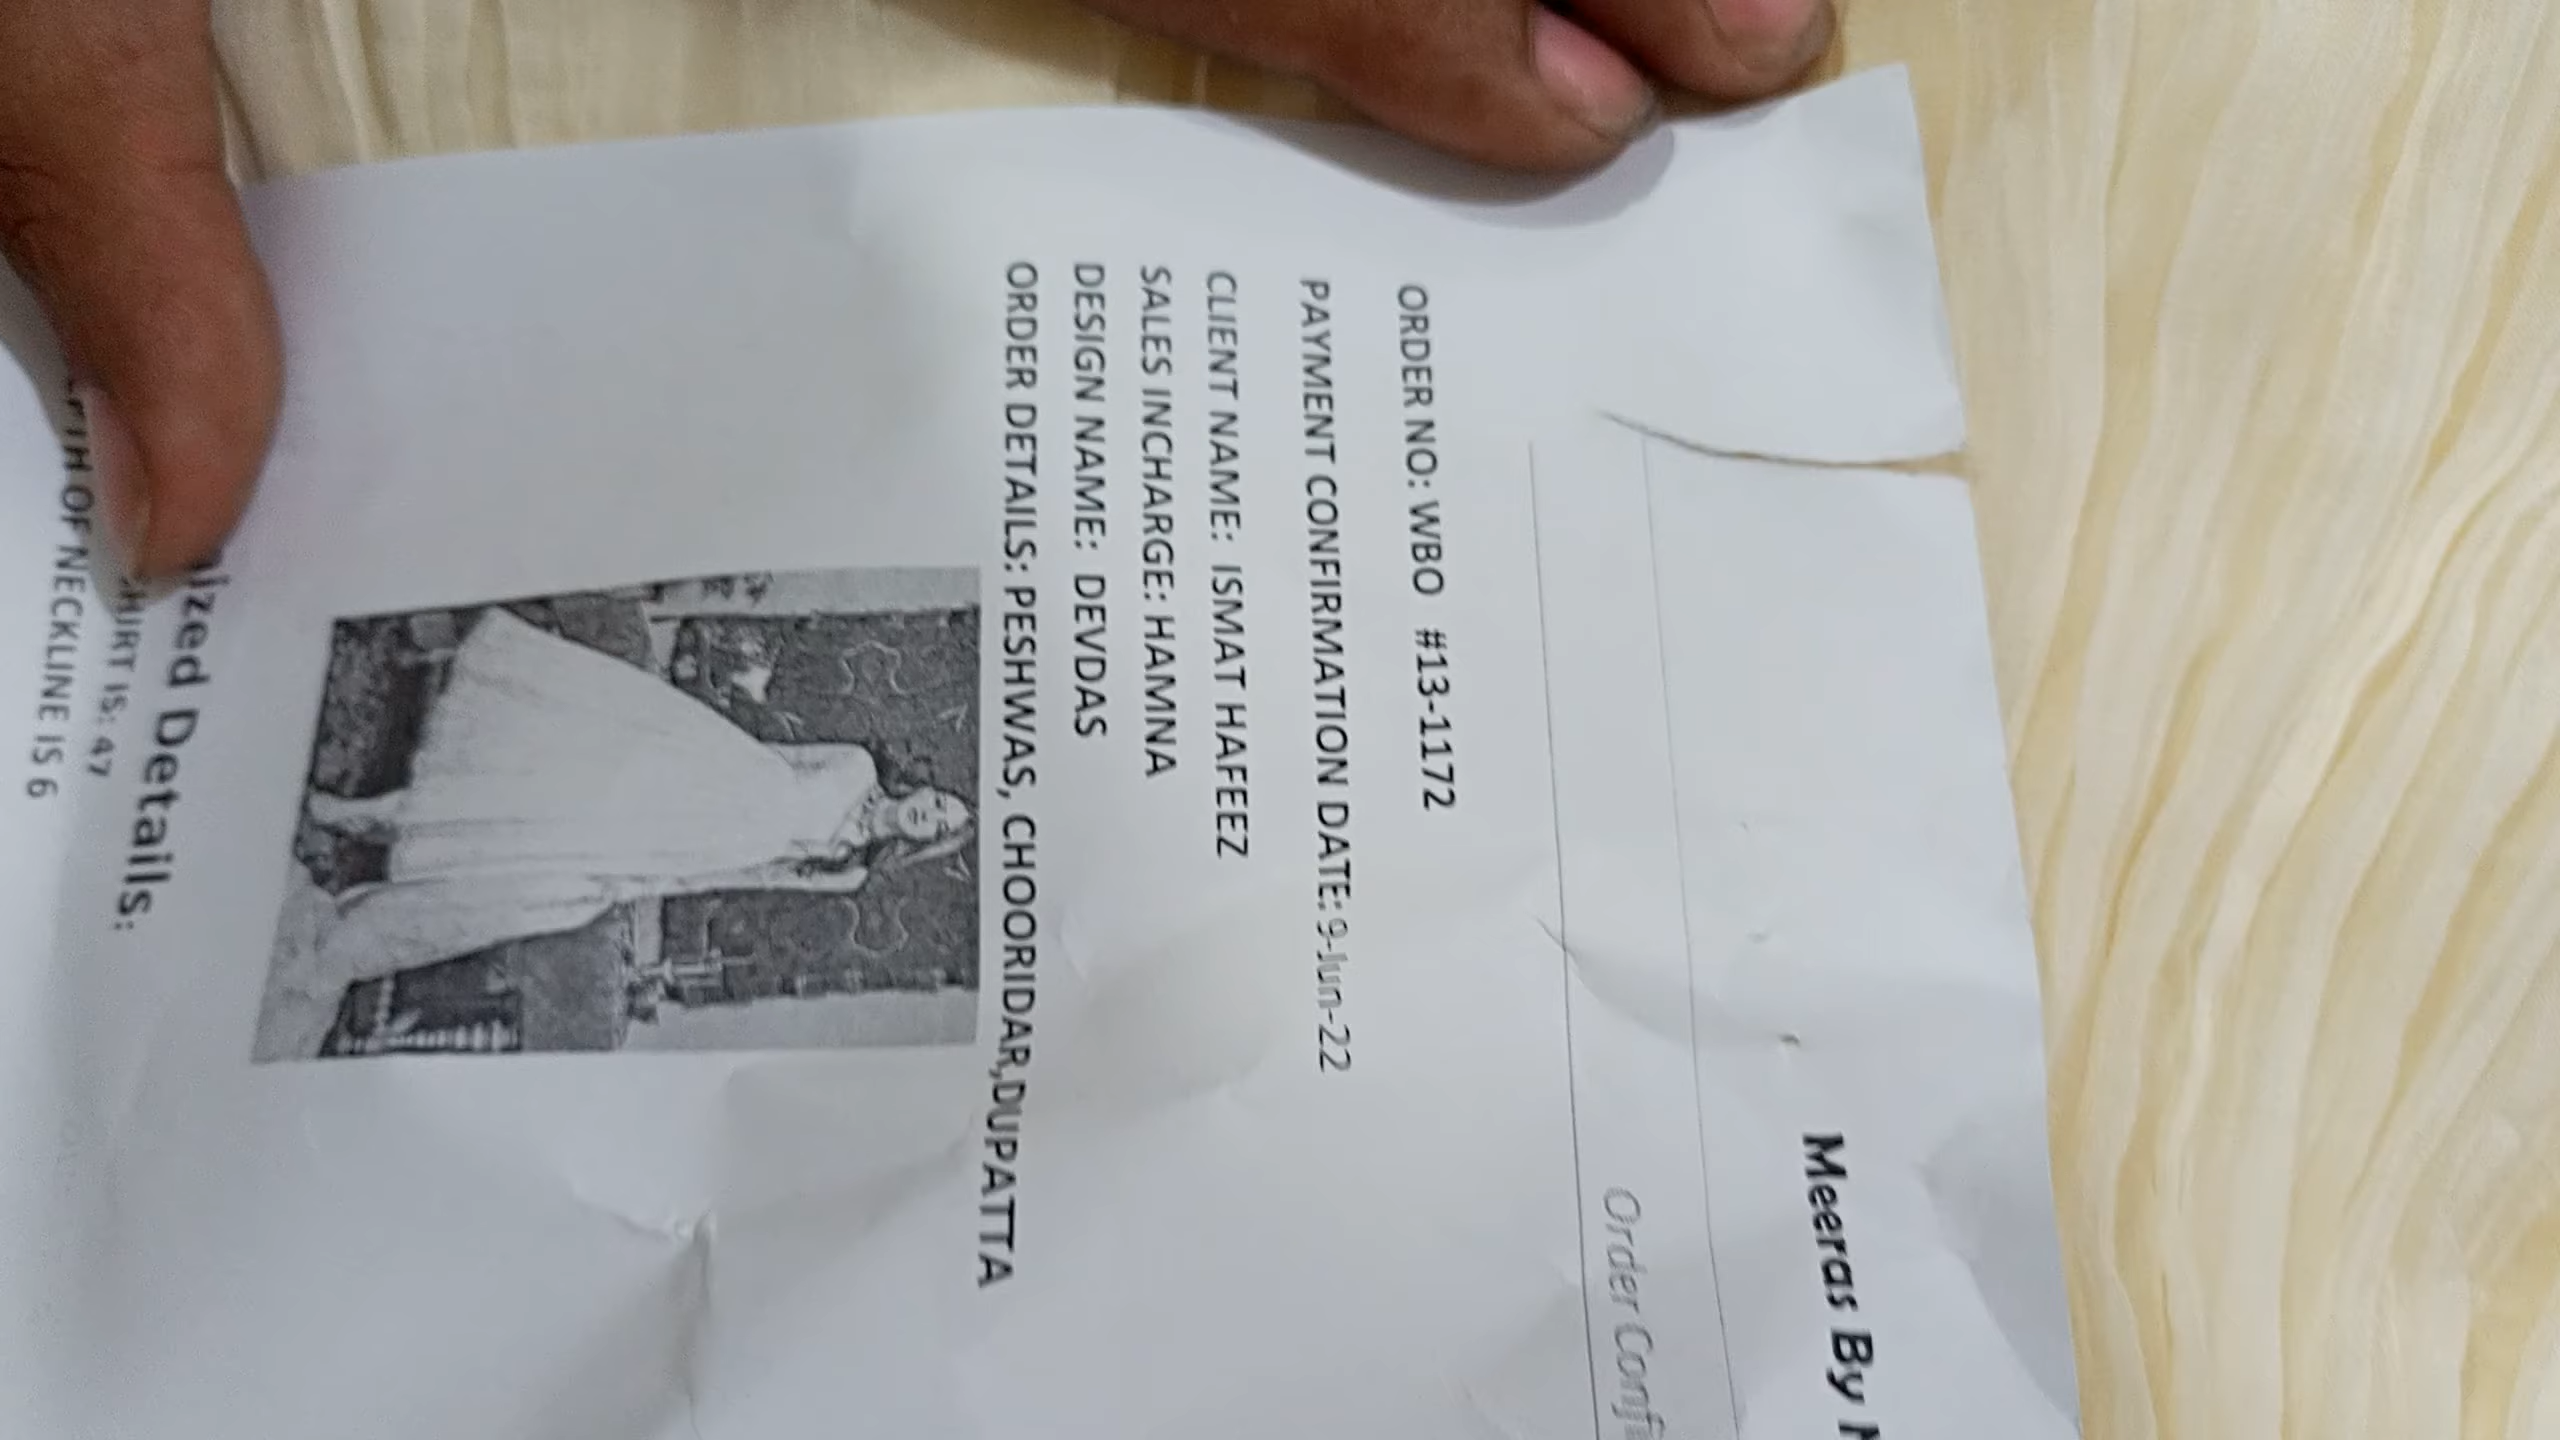 Meeras By
Order Conf
ORDER NO: WBO #13-1172
PAYMENT CONFIRMATION DATE: 9-Jun-22
CLIENT NAME: ISMAT HAFEEZ
SALES INCHARGE: HAMNA
DESIGN NAME: DEVDAS
ORDER DETAILS: PESHWAS, CHOORIDAR,DUPATTA
ized Details:
HIRT IS: 47
OF NECKLINE IS 6